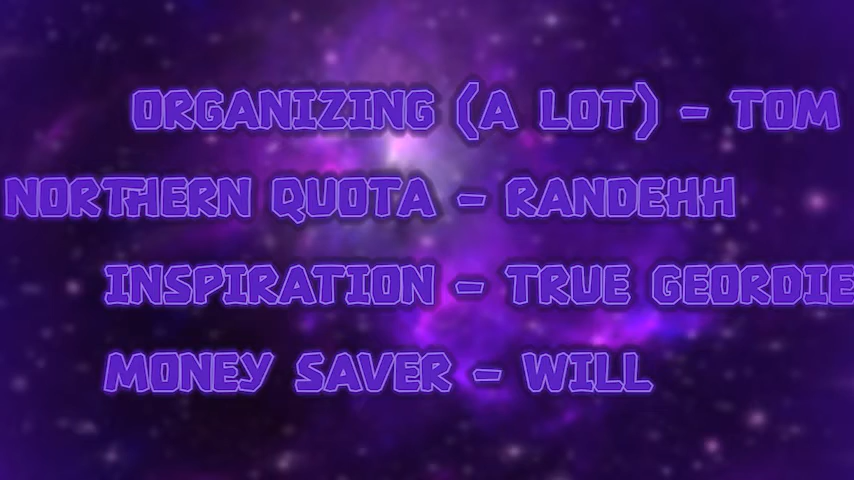 ORGANIZING (A LOT) - TOM
NORTHERN QUOTA - RANDEHH
INSPIRATION - TRUE GEORDIE
MONEY SAVER - WILL